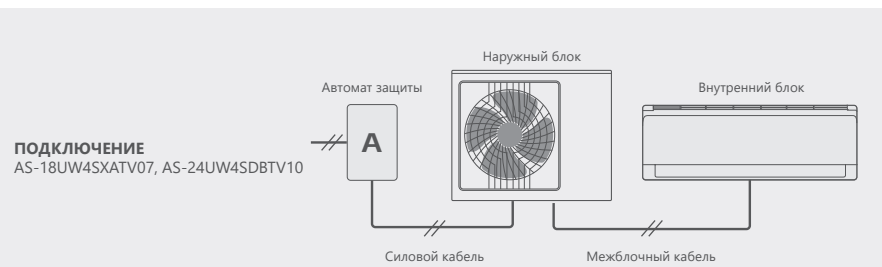 Наружный блок
Автомат защиты
Внутренний блок
A
ПОДКЛЮЧЕНИЕ
AS-18UW4SXATV07, AS-24UW4SDBTV10
Силовой кабель
Межблочный кабель